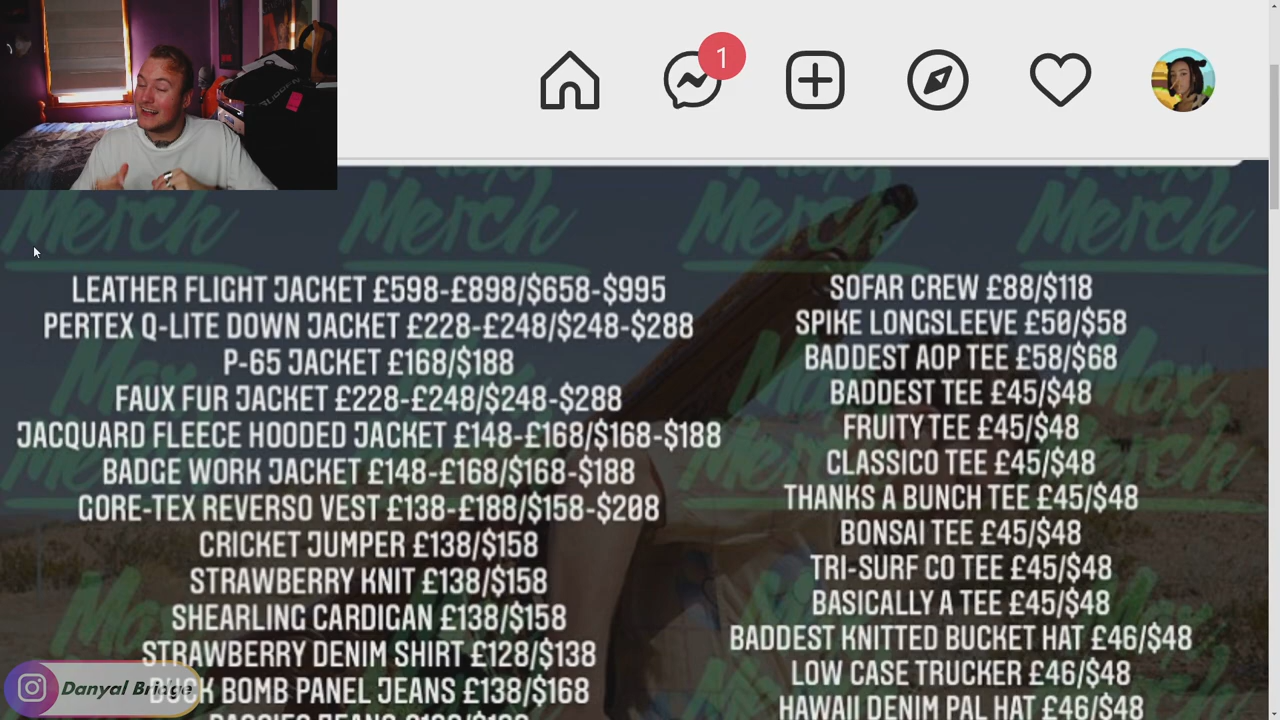 1
Max Merch
Merch
Max Merch
Merch
LEATHER FLIGHT JACKET £598-£898/$658-$995
PERTEX Q-LITE DOWN JACKET £228-£248/$248-$288
P-65 JACKET £168/$188
FAUX FUR JACKET £228-£248/$248-$288
JACQUARD FLEECE HOODED JACKET £148-£168/$168-$188
BADGE WORK JACKET £148-£168/$168-$188
GORE-TEX REVERSO VEST £138-£188/$158-$208
CRICKET JUMPER £138/$158
STRAWBERRY KNIT £138/$158
SHEARLING CARDIGAN £138/$158
STRAWBERRY DENIM SHIRT £128/$138
DUCK BOMB PANEL JEANS £138/$168
SOFAR CREW £88/$118
SPIKE LONGSLEEVE £50/$58
BADDEST AOP TEE £58/$68
BADDEST TEE £45/$48
FRUITY TEE £45/$48
CLASSICO TEE £45/$48
THANKS A BUNCH TEE £45/$48
BONSAI TEE £45/$48
TRI-SURF CO TEE £45/$48
BASICALLY A TEE £45/$48
BADDEST KNITTED BUCKET HAT £46/$48
LOW CASE TRUCKER £46/$48
HAWAII DENIM PAL HAT £46/$48
Danyal Bridge